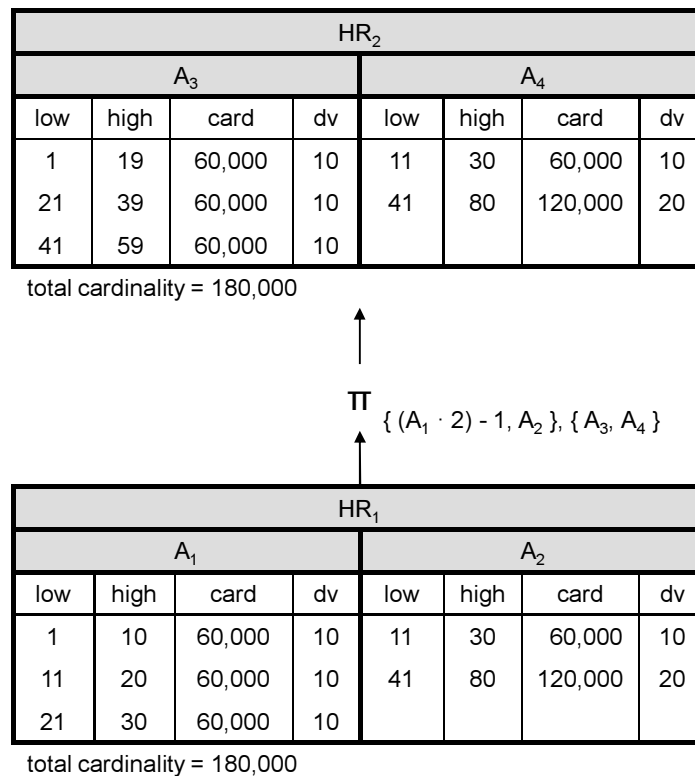 HR₂
A₃ A₄
low high card dv low high card dv
1 19 60,000 10 11 30 60,000 10
21 39 60,000 10 41 80 120,000 20
41 59 60,000 10
total cardinality = 180,000
π { (A₁ · 2) - 1, A₂ }, { A₃, A₄ }
HR₁
A₁ A₂
low high card dv low high card dv
1 10 60,000 10 11 30 60,000 10
11 20 60,000 10 41 80 120,000 20
21 30 60,000 10
total cardinality = 180,000